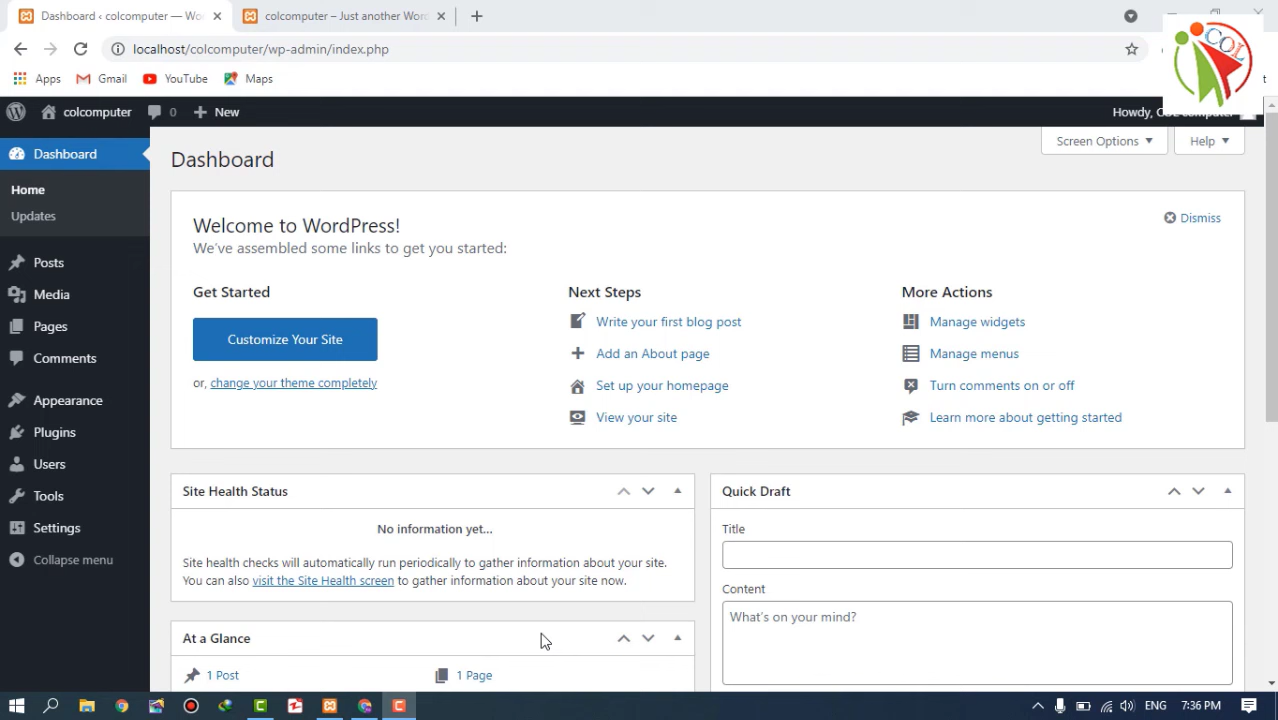 Dashboard ‹ colcomputer — Wo
colcomputer – Just another Word
localhost/colcomputer/wp-admin/index.php
Apps
Gmail
YouTube
Maps
COL
colcomputer
0
New
Howdy,
Dashboard
Home
Updates
Posts
Media
Pages
Comments
Appearance
Plugins
Users
Tools
Settings
Collapse menu
Dashboard
Screen Options
Help
Welcome to WordPress!
We've assembled some links to get you started:
Dismiss
Get Started
Customize Your Site
or, change your theme completely
Next Steps
Write your first blog post
Add an About page
Set up your homepage
View your site
More Actions
Manage widgets
Manage menus
Turn comments on or off
Learn more about getting started
Site Health Status
No information yet...
Site health checks will automatically run periodically to gather information about your site.
You can also visit the Site Health screen to gather information about your site now.
At a Glance
1 Post
1 Page
Quick Draft
Title
Content
What's on your mind?
ENG
7:36 PM